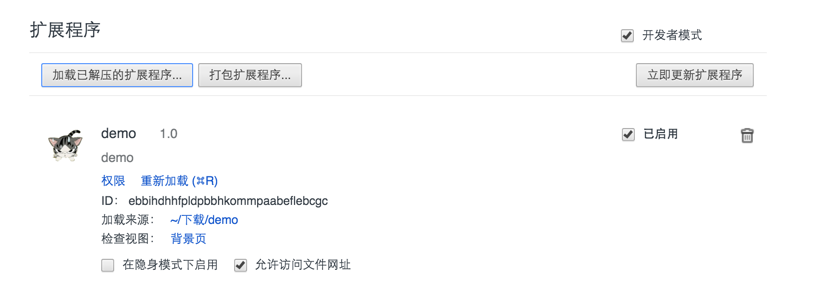 扩展程序 开发者模式
加载已解压的扩展程序... 打包扩展程序... 立即更新扩展程序
demo 1.0 已启用
demo
权限 重新加载 (⌘R)
ID： ebbihdhhfpldpbbhkommpaabeflebcgc
加载来源： ~/下载/demo
检查视图： 背景页
在隐身模式下启用 允许访问文件网址